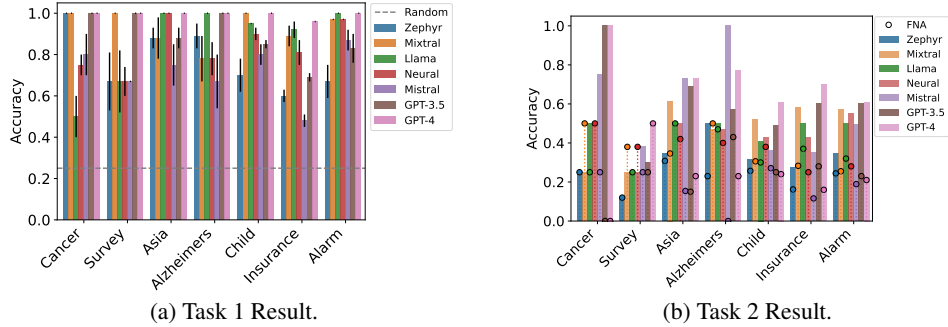 Accuracy
1.0
0.8
0.6
0.4
0.2
0.0
Cancer
Survey
Asia
Alzheimers
Child
Insurance
Alarm
Random
Zephyr
Mixtral
Llama
Neural
Mistral
GPT-3.5
GPT-4
(a) Task 1 Result.
Accuracy
1.0
0.8
0.6
0.4
0.2
0.0
Cancer
Survey
Asia
Alzheimers
Child
Insurance
Alarm
FNA
Zephyr
Mixtral
Llama
Neural
Mistral
GPT-3.5
GPT-4
(b) Task 2 Result.